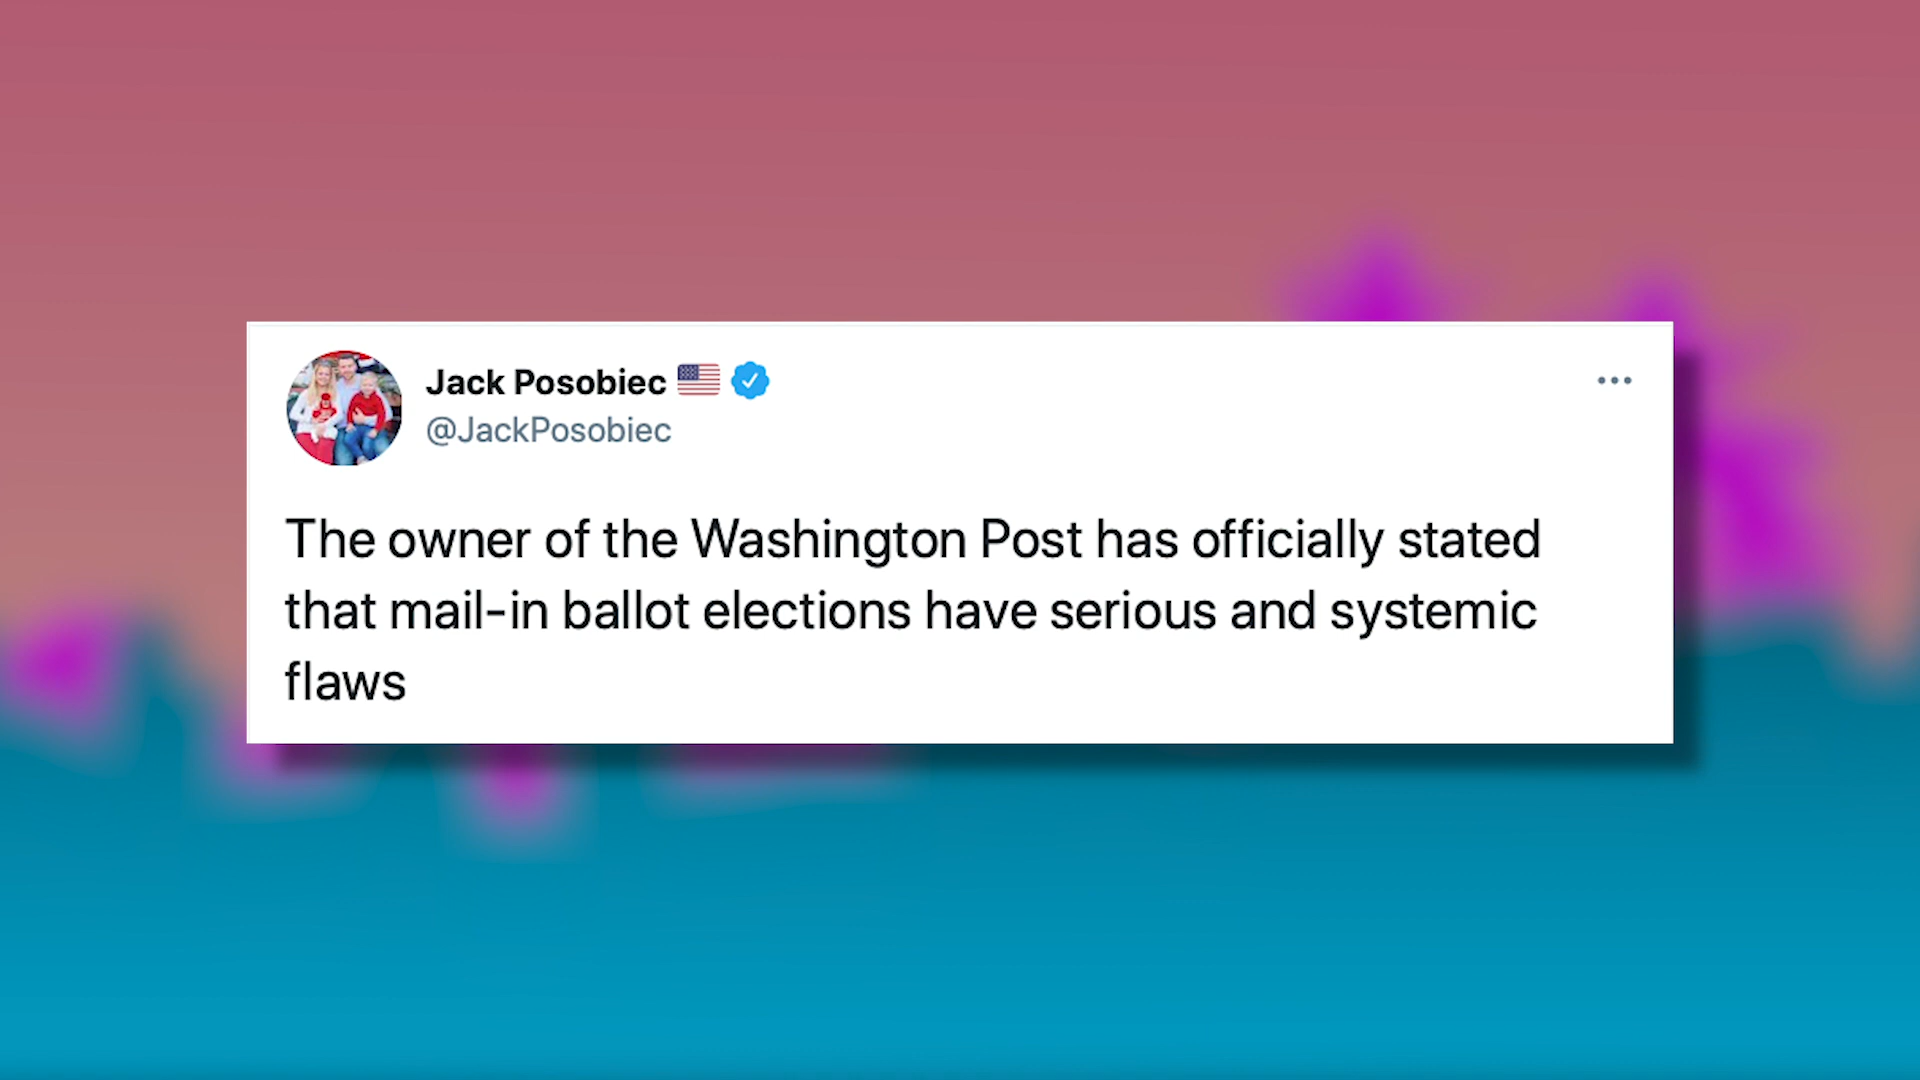 Jack Posobiec
@JackPosobiec
The owner of the Washington Post has officially stated
that mail-in ballot elections have serious and systemic
flaws